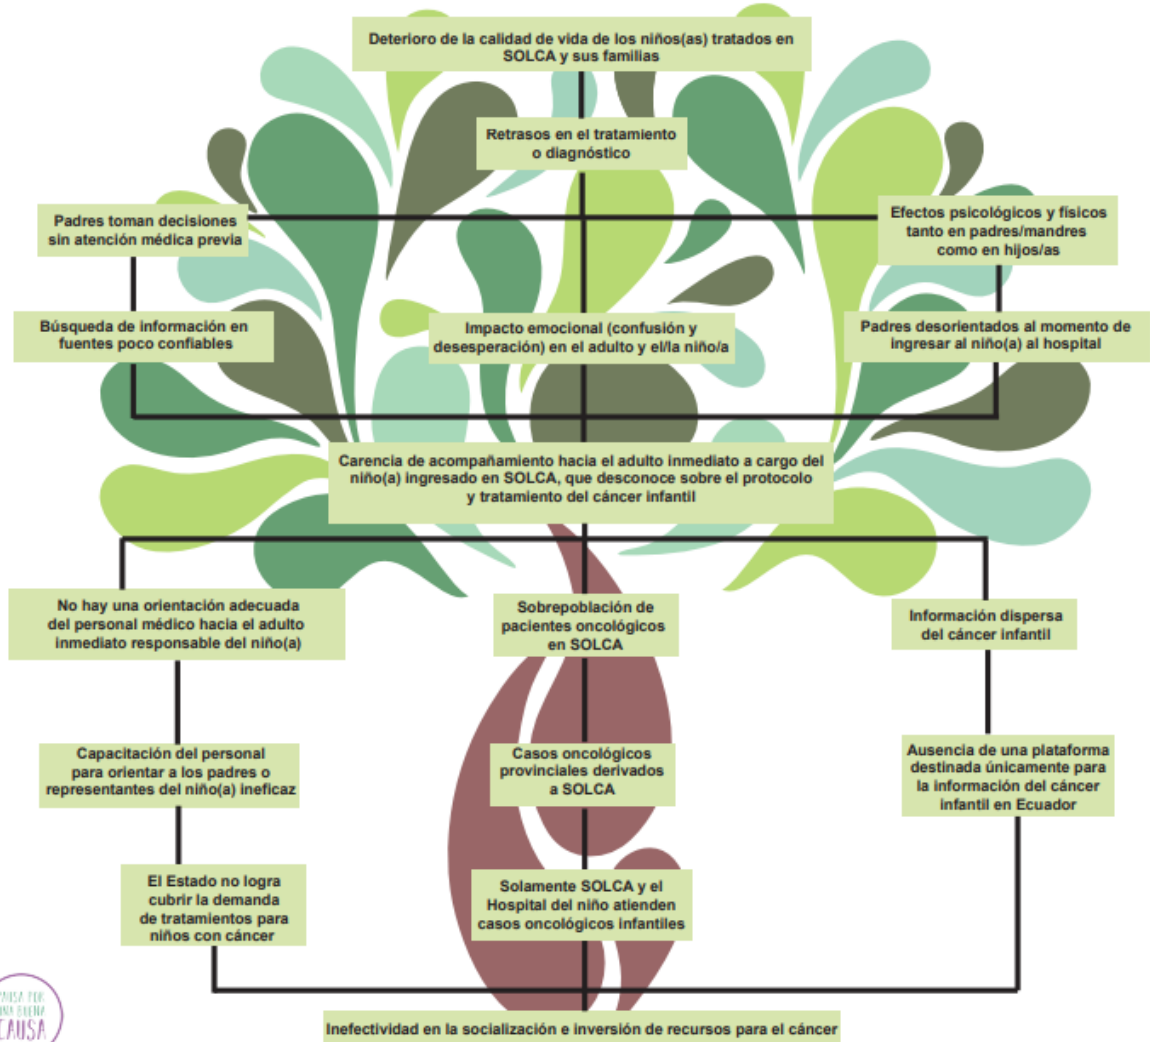 Deterioro de la calidad de vida de los niños(as) tratados en
SOLCA y sus familias
Retrasos en el tratamiento
o diagnóstico
Padres toman decisiones
sin atención médica previa
Efectos psicológicos y físicos
tanto en padres/mandres
como en hijos/as
Búsqueda de información en
fuentes poco confiables
Impacto emocional (confusión y
desesperación) en el adulto y el/la niño/a
Padres desorientados al momento de
ingresar al niño(a) al hospital
Carencia de acompañamiento hacia el adulto inmediato a cargo del
niño(a) ingresado en SOLCA, que desconoce sobre el protocolo
y tratamiento del cáncer infantil
No hay una orientación adecuada
del personal médico hacia el adulto
inmediato responsable del niño(a)
Sobrepoblación de
pacientes oncológicos
en SOLCA
Información dispersa
del cáncer infantil
Capacitación del personal
para orientar a los padres o
representantes del niño(a) ineficaz
Casos oncológicos
provinciales derivados
a SOLCA
Ausencia de una plataforma
destinada únicamente para
la información del cáncer
infantil en Ecuador
El Estado no logra
cubrir la demanda
de tratamientos para
niños con cáncer
Solamente SOLCA y el
Hospital del niño atienden
casos oncológicos infantiles
PAUSA POR
UNA BUENA
CAUSA
Inefectividad en la socialización e inversión de recursos para el cáncer